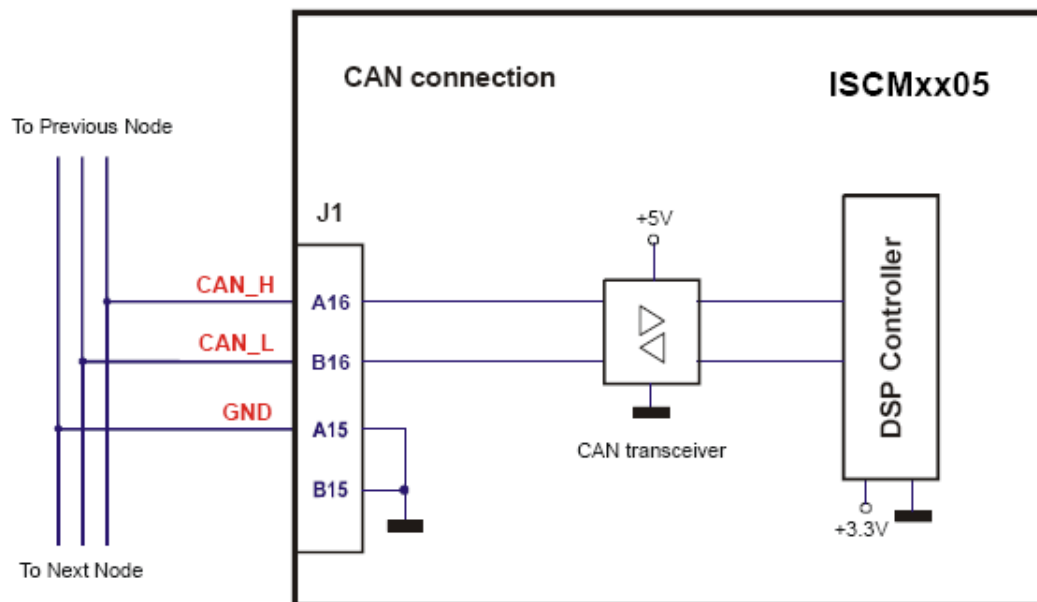 CAN connection
ISCMxx05
To Previous Node
J1
+5V
CAN_H
A16
CAN_L
B16
GND
A15
B15
CAN transceiver
DSP Controller
+3.3V
To Next Node